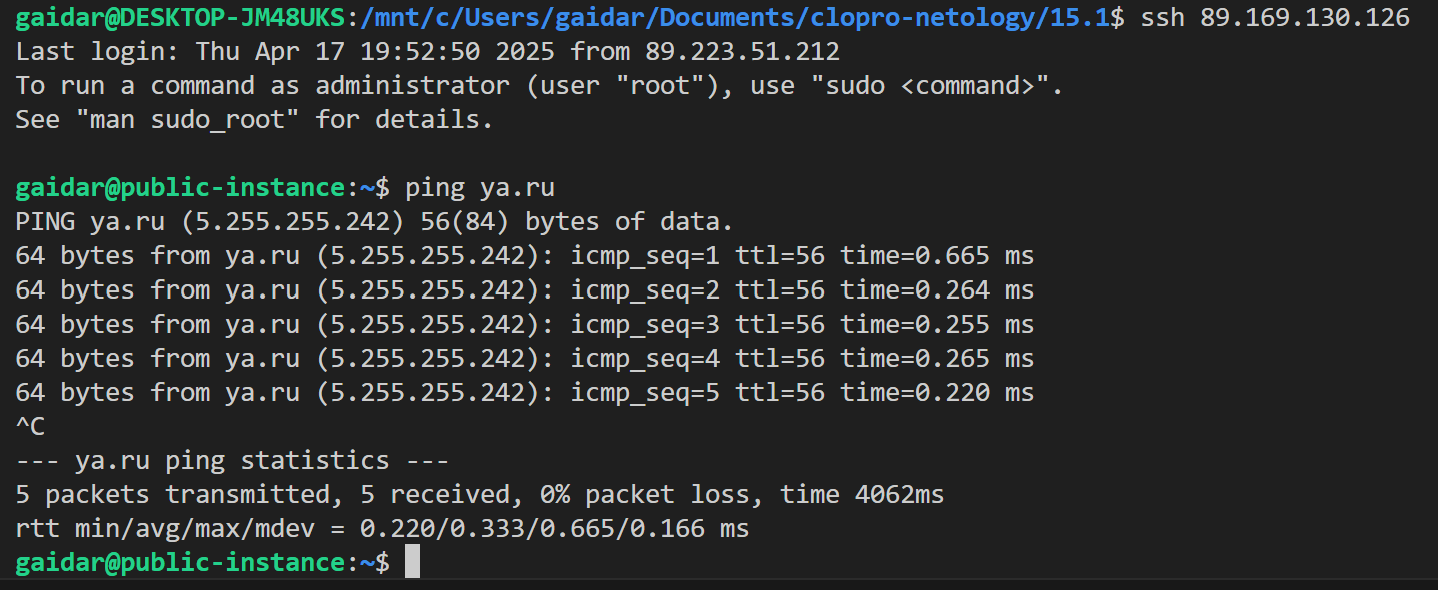 gaidar@DESKTOP-JM48UKS:/mnt/c/Users/gaidar/Documents/clopro-netology/15.1$ ssh 89.169.130.126
Last login: Thu Apr 17 19:52:50 2025 from 89.223.51.212
To run a command as administrator (user "root"), use "sudo <command>".
See "man sudo_root" for details.

gaidar@public-instance:~$ ping ya.ru
PING ya.ru (5.255.255.242) 56(84) bytes of data.
64 bytes from ya.ru (5.255.255.242): icmp_seq=1 ttl=56 time=0.665 ms
64 bytes from ya.ru (5.255.255.242): icmp_seq=2 ttl=56 time=0.264 ms
64 bytes from ya.ru (5.255.255.242): icmp_seq=3 ttl=56 time=0.255 ms
64 bytes from ya.ru (5.255.255.242): icmp_seq=4 ttl=56 time=0.265 ms
64 bytes from ya.ru (5.255.255.242): icmp_seq=5 ttl=56 time=0.220 ms
^C
--- ya.ru ping statistics ---
5 packets transmitted, 5 received, 0% packet loss, time 4062ms
rtt min/avg/max/mdev = 0.220/0.333/0.665/0.166 ms
gaidar@public-instance:~$